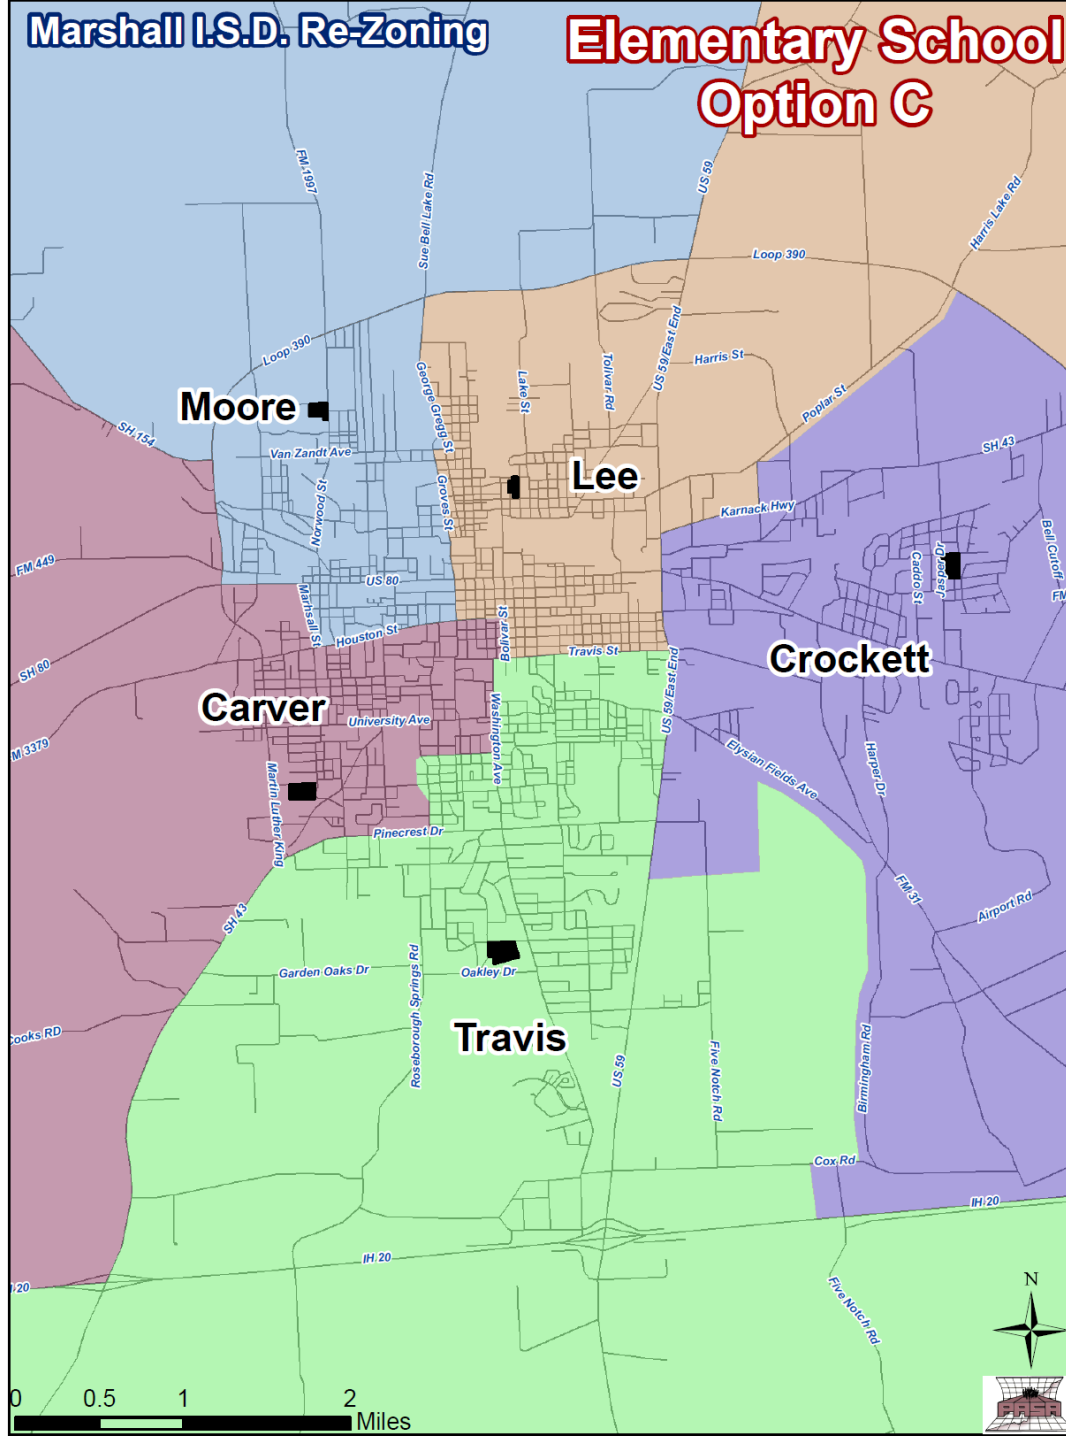 Marshall I.S.D. Re-Zoning
Elementary School
Option C
FM 1997
Sue Bell Lake Rd
US 59
Harris Lake Rd
Loop 390
Loop 390
US 59/East End
Harris St
Tolivar Rd
Lake St
George Gregg St
Moore
Poplar St
SH 154
Van Zandt Ave
SH 43
Lee
Norwood St
Groves St
Karnack Hwy
Bell Cutoff
FM 449
Caddo St
Jasper Dr
US 80
FM
Marhsall St
Houston St
Bolivar St
Travis St
SH 80
Crockett
US 59/East End
Carver
University Ave
Washington Ave
M 3379
Elysian Fields Ave
Harper Dr
Martin Luther King
Pinecrest Dr
FM 31
Airport Rd
SH 43
Garden Oaks Dr
Oakley Dr
Roseborough Springs Rd
Cooks RD
Travis
US 59
Five Notch Rd
Birmingham Rd
Cox Rd
IH 20
IH 20
I 20
Five Notch Rd
N
0 0.5 1 2
Miles
PASA